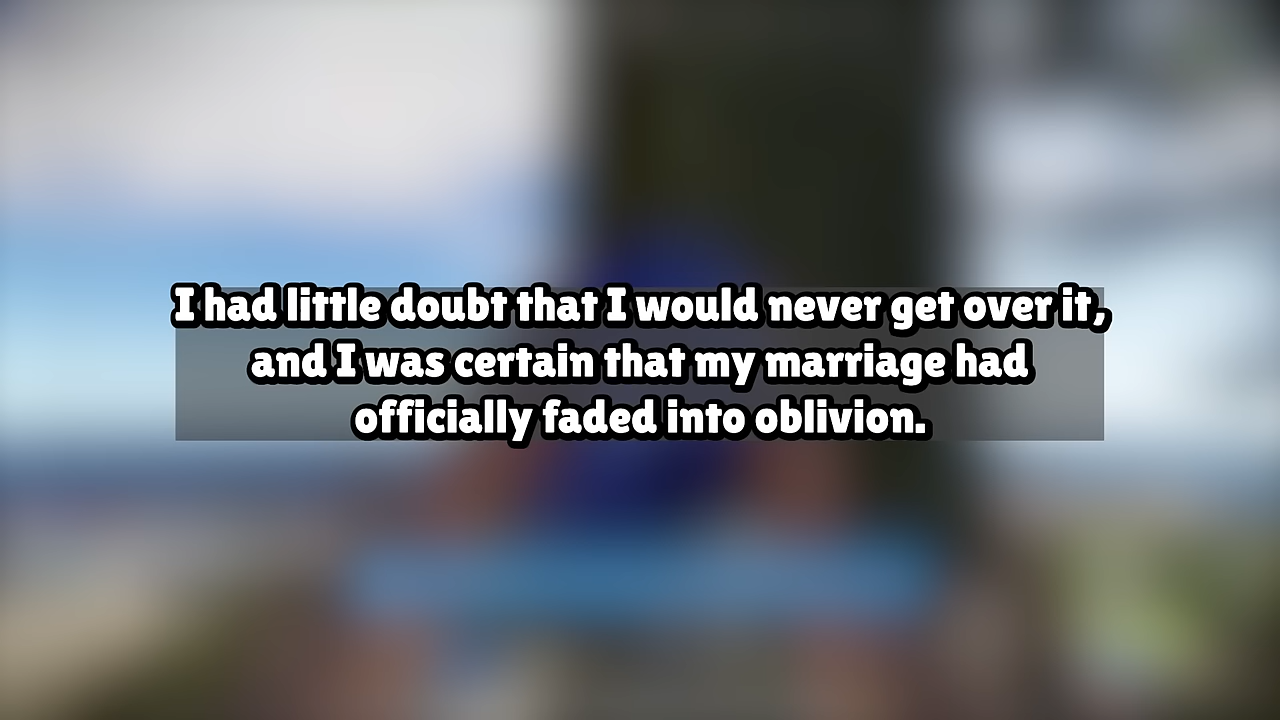 I had little doubt that I would never get over it,
and I was certain that my marriage had
officially faded into oblivion.